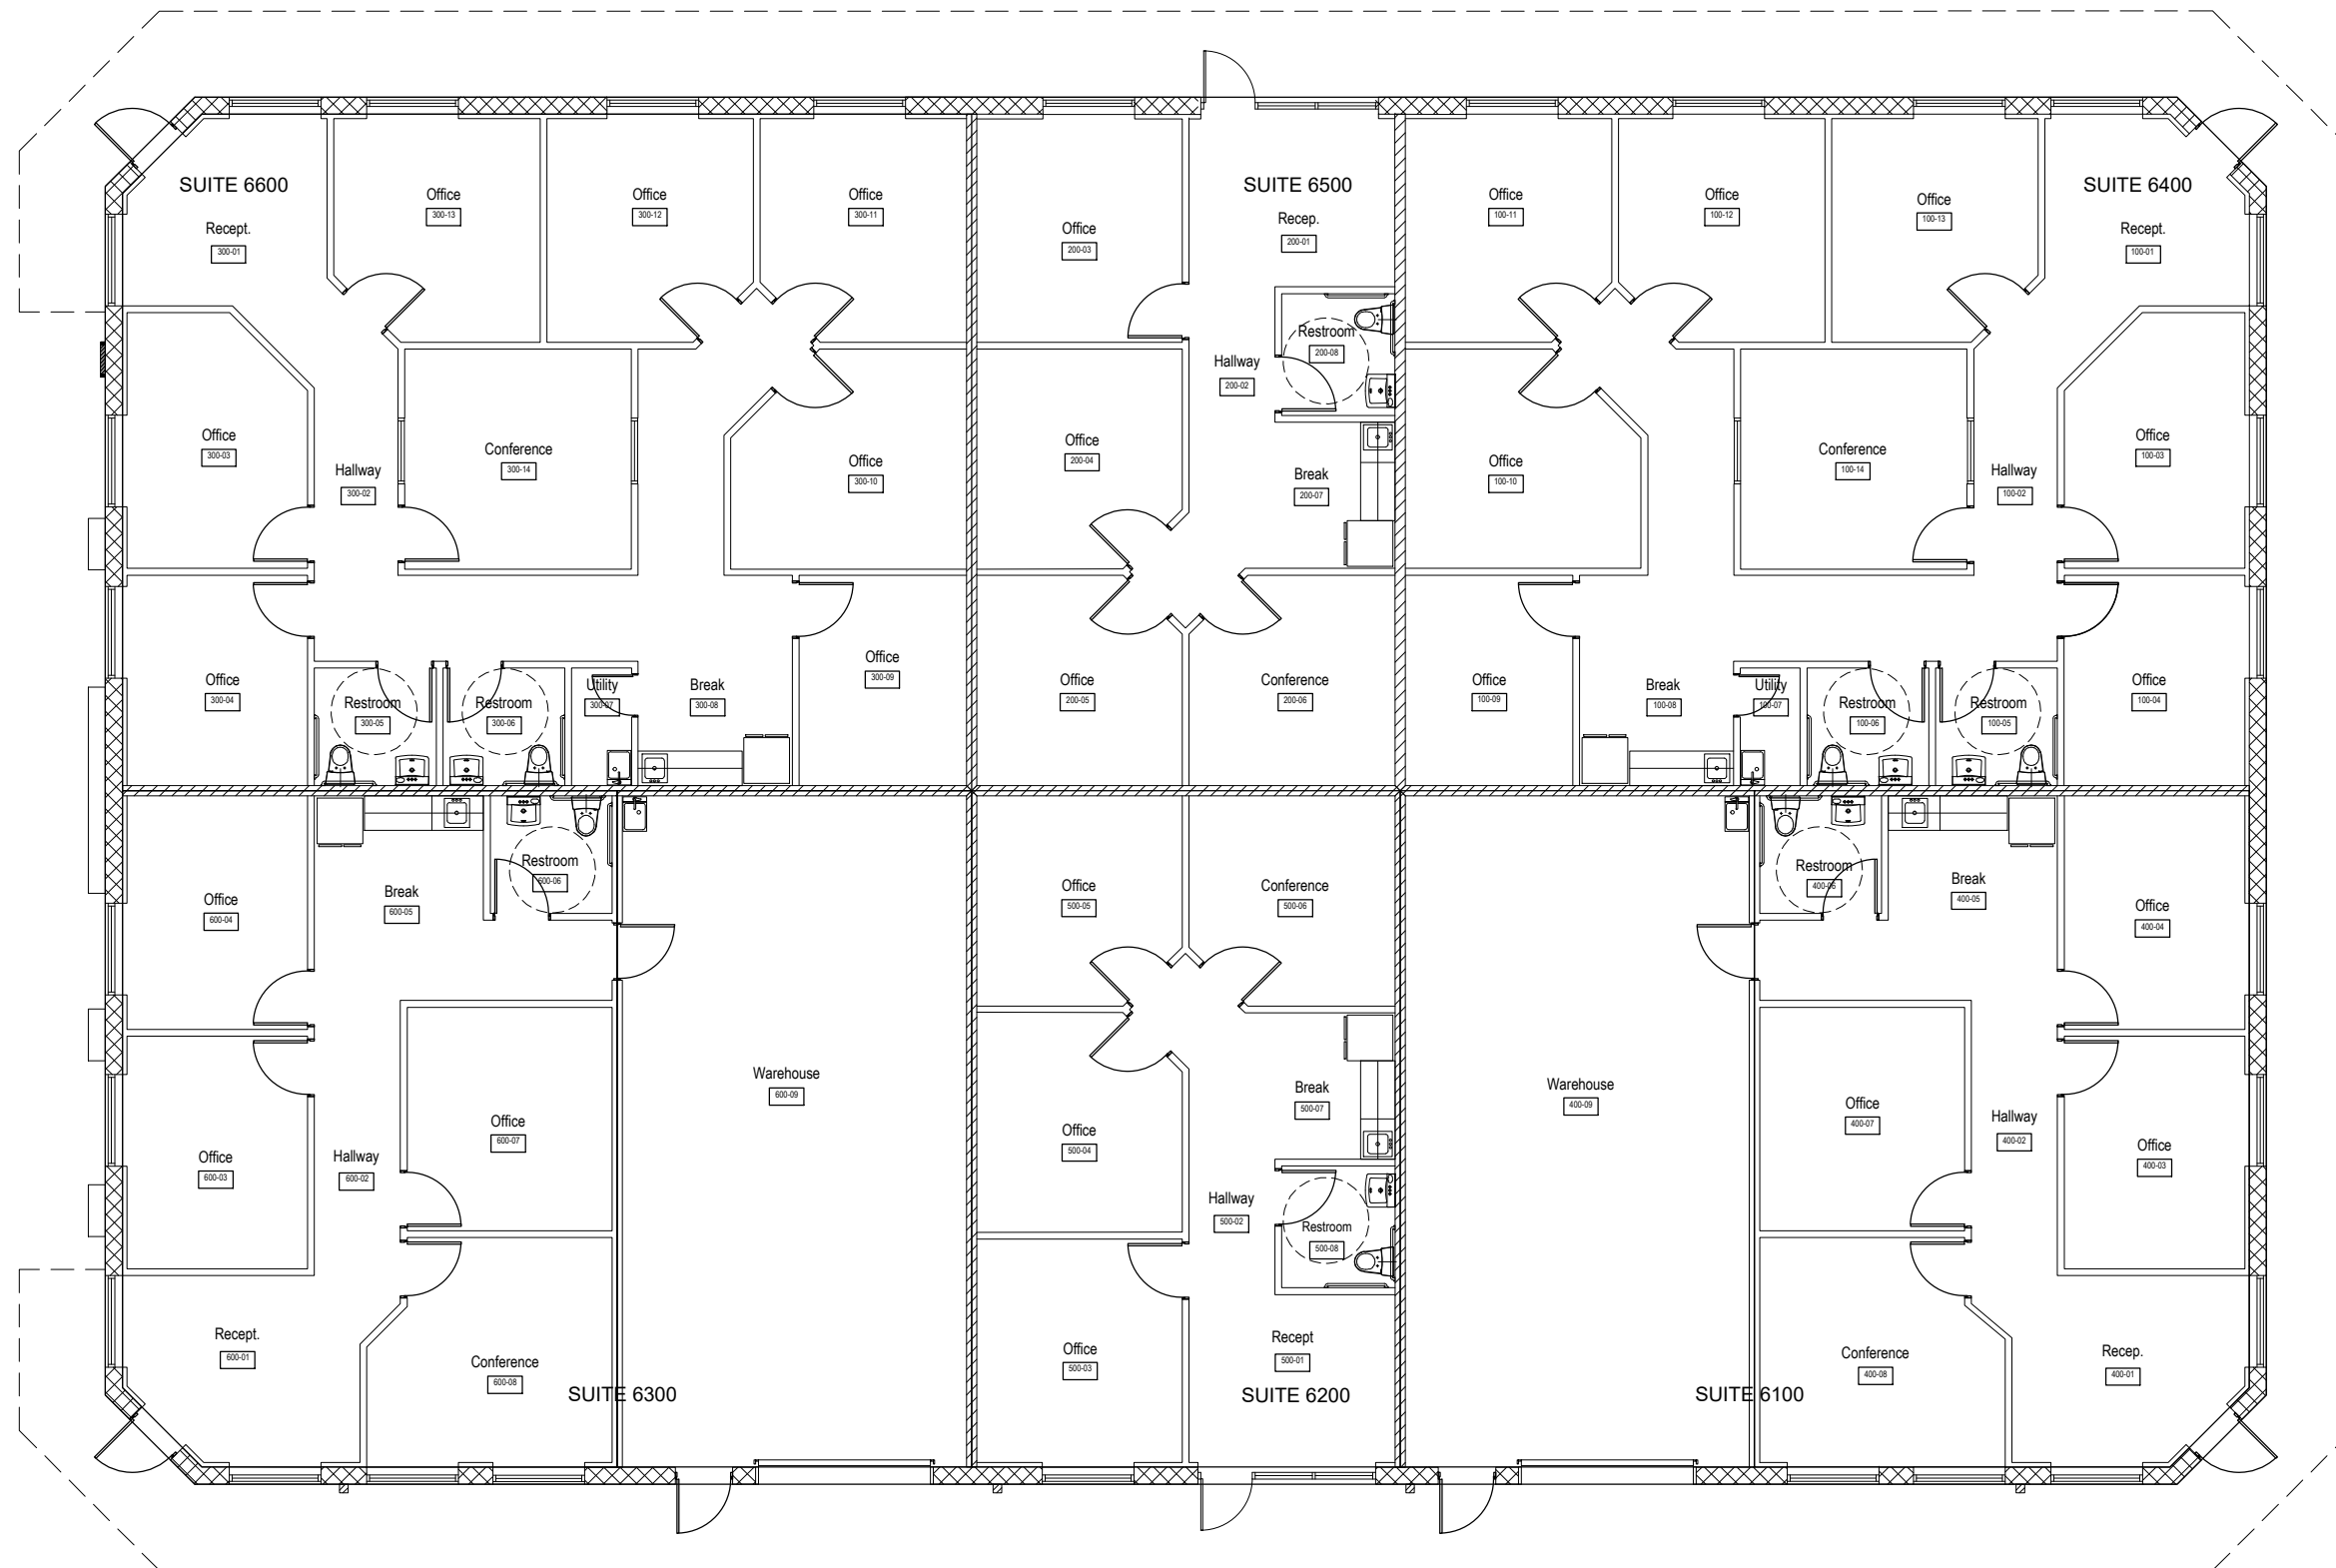 SUITE 6600
Recept.
300-01
Office
300-13
Office
300-12
Office
300-11
Office
300-03
Hallway
300-02
Conference
300-14
Office
300-10
Office
300-04
Restroom
300-05
Restroom
300-06
Utility
300-07
Break
300-08
Office
300-09
SUITE 6500
Recep.
200-01
Office
200-03
Restroom
200-08
Hallway
200-02
Office
200-04
Break
200-07
Office
200-05
Conference
200-06
SUITE 6400
Recept.
100-01
Office
100-11
Office
100-12
Office
100-13
Office
100-10
Conference
100-14
Hallway
100-02
Office
100-03
Office
100-09
Break
100-08
Utility
100-07
Restroom
100-06
Restroom
100-05
Office
100-04
Office
600-04
Break
600-05
Restroom
600-06
Office
600-03
Hallway
600-02
Office
600-07
Warehouse
600-09
Recept.
600-01
Conference
600-08
SUITE 6300
Office
500-05
Conference
500-06
Office
500-04
Break
500-07
Hallway
500-02
Restroom
500-08
Office
500-03
Recept
500-01
SUITE 6200
Warehouse
400-09
Restroom
400-06
Break
400-05
Office
400-04
Office
400-07
Hallway
400-02
Office
400-03
Conference
400-08
Recep.
400-01
SUITE 6100